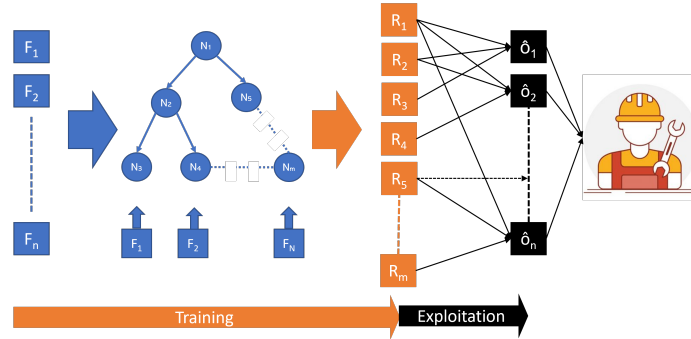 F1
F2
Fn
N1
N2
N5
N3
N4
Nm
F1
F2
FN
R1
R2
R3
R4
R5
Rm
ô1
ô2
ôn
Training
Exploitation